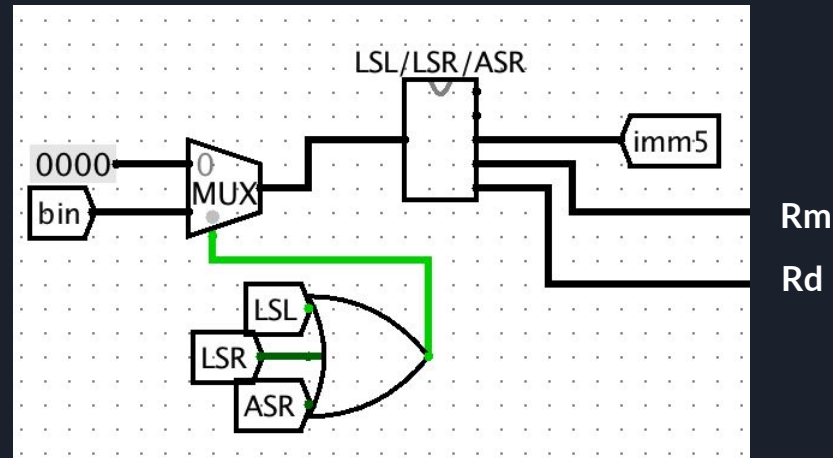 LSL/LSR/ASR
0000
0
MUX
bin
imm5
Rm
Rd
LSL
LSR
ASR